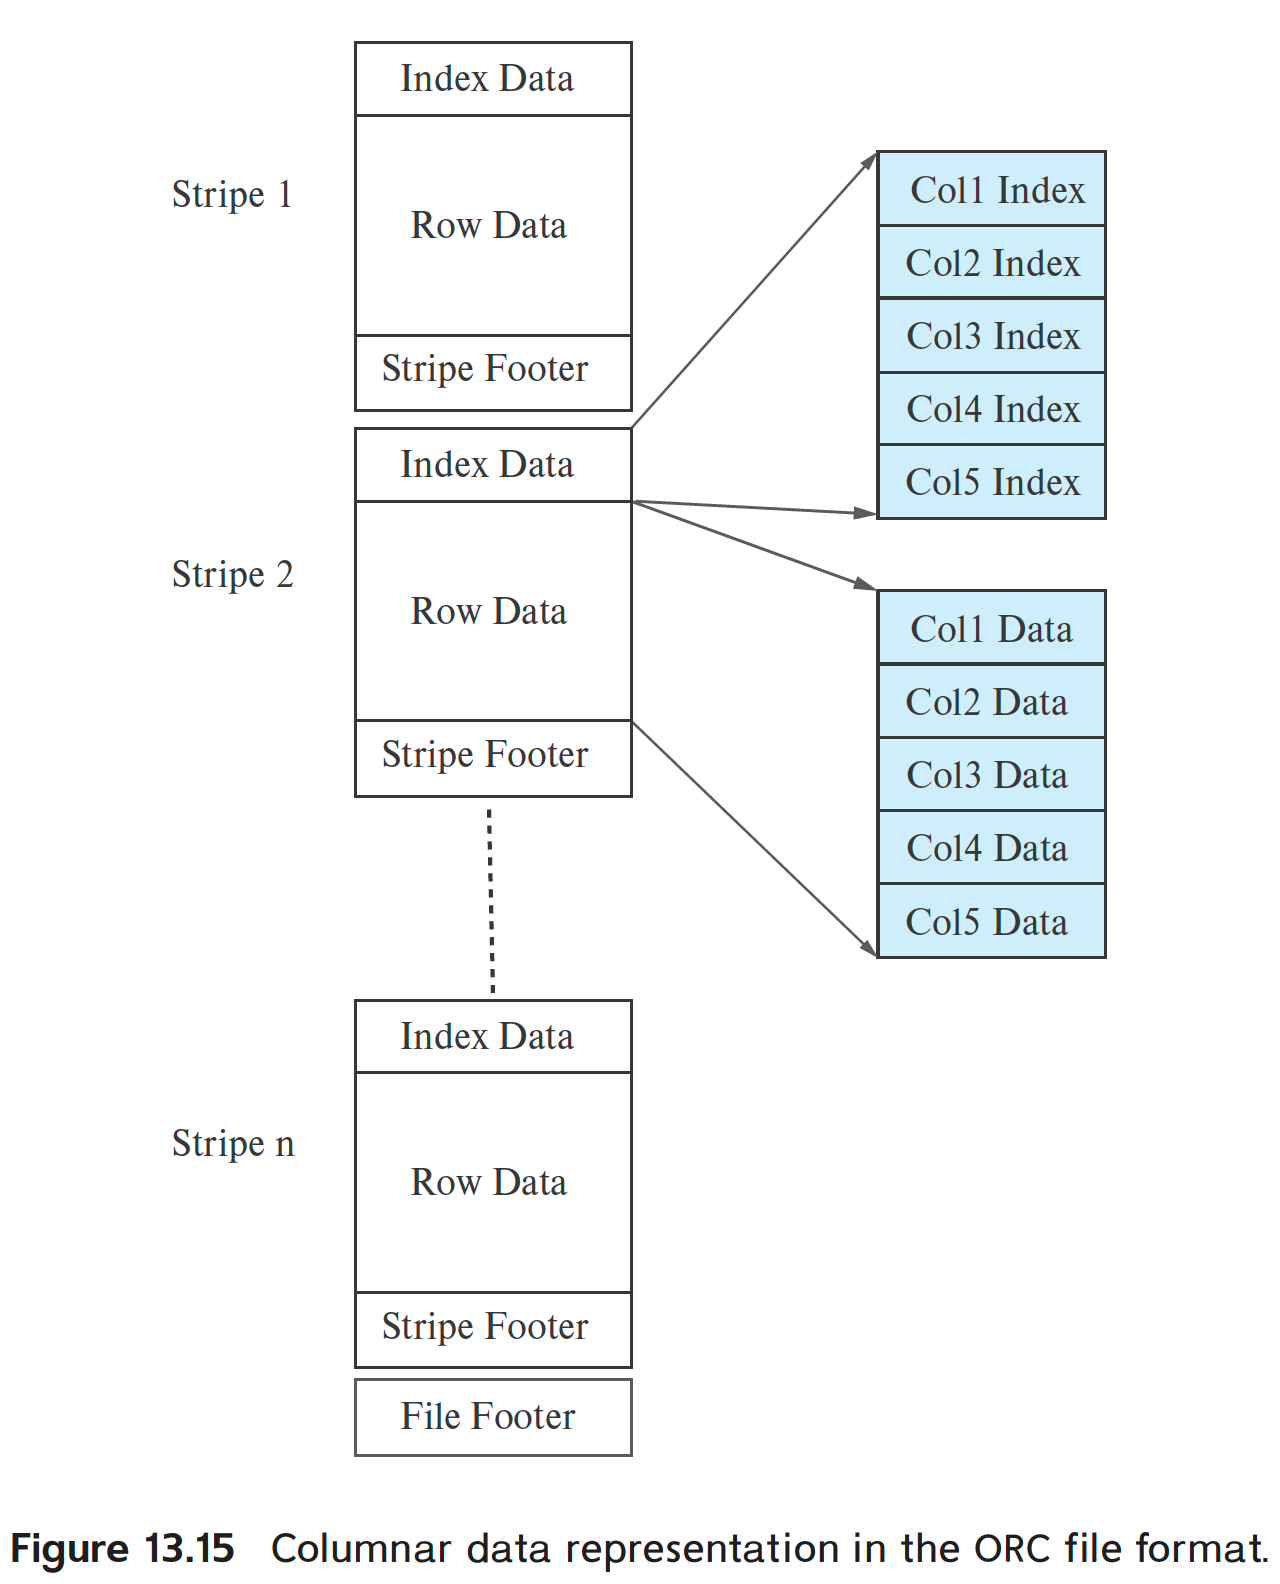 Index Data
Stripe 1
Row Data
Stripe Footer
Index Data
Stripe 2
Row Data
Stripe Footer
Col1 Index
Col2 Index
Col3 Index
Col4 Index
Col5 Index
Col1 Data
Col2 Data
Col3 Data
Col4 Data
Col5 Data
Index Data
Stripe n
Row Data
Stripe Footer
File Footer
Figure 13.15 Columnar data representation in the ORC file format.